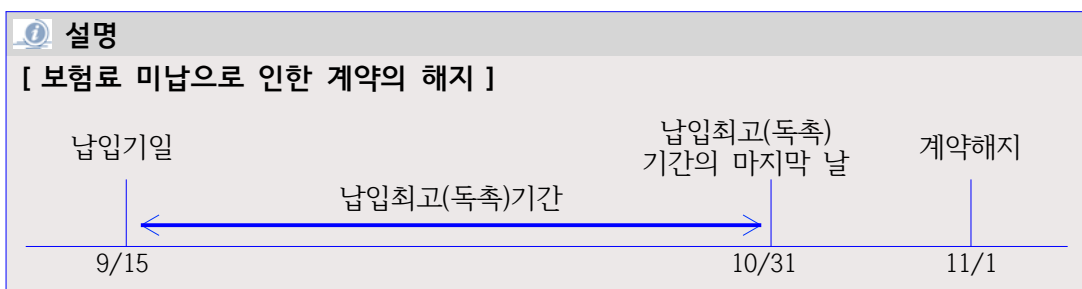 설명
[ 보험료 미납으로 인한 계약의 해지 ]
납입기일
납입최고(독촉)
기간의 마지막 날
계약해지
납입최고(독촉)기간
9/15
10/31
11/1